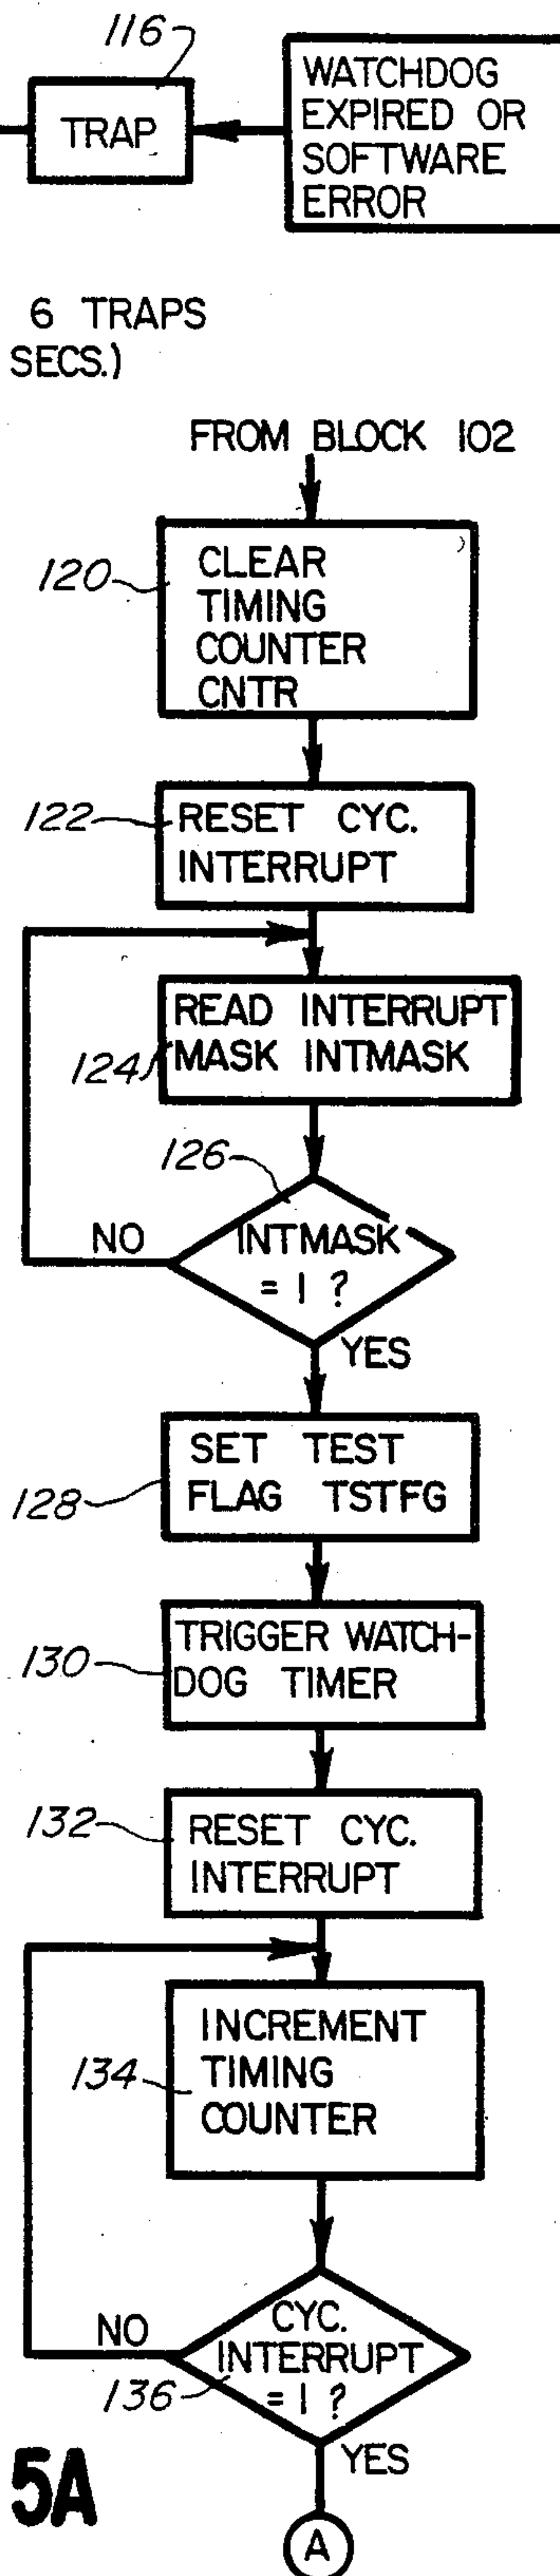 116
TRAP
WATCHDOG
EXPIRED OR
SOFTWARE
ERROR
6 TRAPS
SECS.)
FROM BLOCK 102
120
CLEAR
TIMING
COUNTER
CNTR
122
RESET CYC.
INTERRUPT
READ INTERRUPT
MASK INTMASK
124
126
NO
INTMASK
= 1 ?
YES
SET TEST
FLAG TSTFG
128
TRIGGER WATCH-
DOG TIMER
130
132
RESET CYC.
INTERRUPT
INCREMENT
TIMING
COUNTER
134
NO
CYC.
INTERRUPT
= 1 ?
136
YES
5A
A